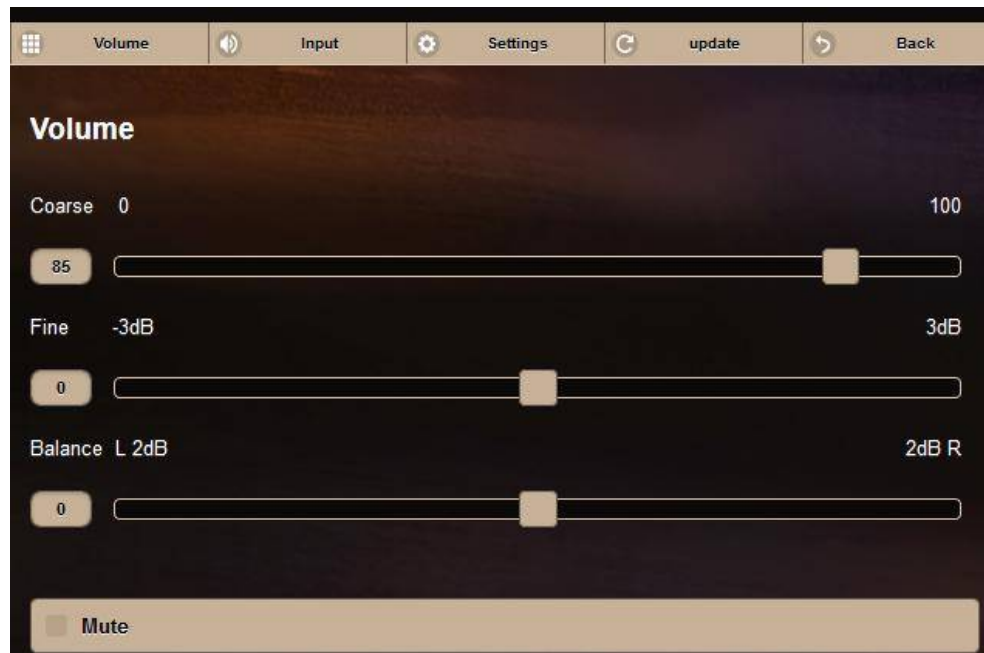 Volume Input Settings update Back
Volume
Coarse 0 100
85
Fine -3dB 3dB
0
Balance L 2dB 2dB R
0
Mute